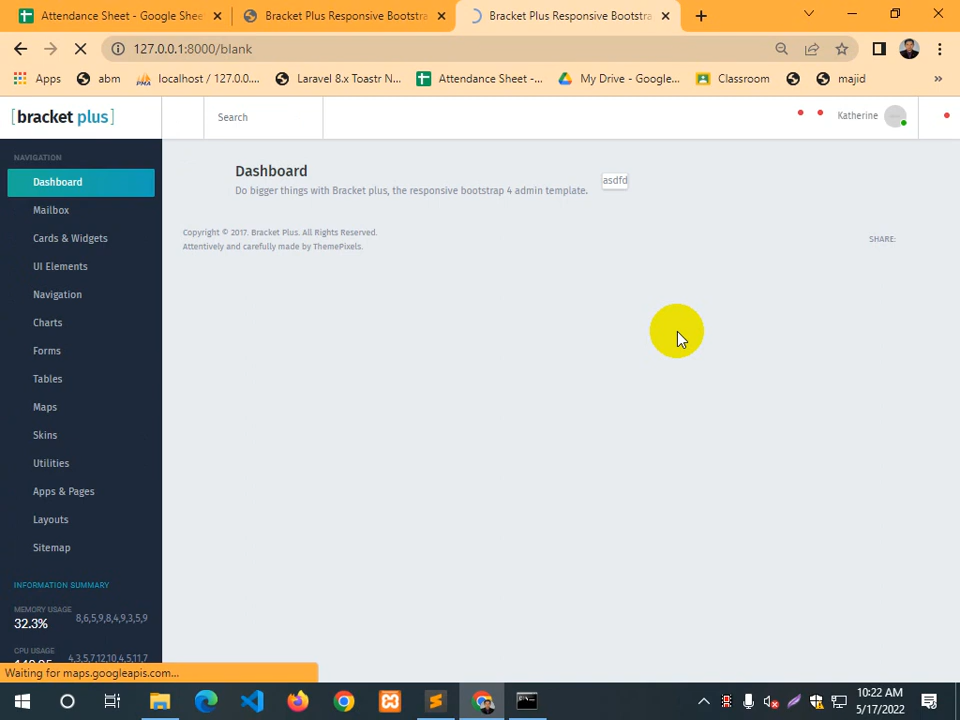 Attendance Sheet - Google Shee
Bracket Plus Responsive Bootstra
Bracket Plus Responsive Bootstra
127.0.0.1:8000/blank
Apps
abm
localhost / 127.0.0....
Laravel 8.x Toastr N...
Attendance Sheet -...
My Drive - Google...
Classroom
majid
»
[bracket plus]
Search
Katherine
NAVIGATION
Dashboard
Mailbox
Cards & Widgets
UI Elements
Navigation
Charts
Forms
Tables
Maps
Skins
Utilities
Apps & Pages
Layouts
Sitemap
INFORMATION SUMMARY
MEMORY USAGE
32.3%
8,6,5,9,8,4,9,3,5,9
CPU USAGE
4,3,5,7,12,10,4,5,11,7
Dashboard
Do bigger things with Bracket plus, the responsive bootstrap 4 admin template.
asdfd
Copyright © 2017. Bracket Plus. All Rights Reserved.
Attentively and carefully made by ThemePixels.
SHARE:
Waiting for maps.googleapis.com...
10:22 AM
5/17/2022